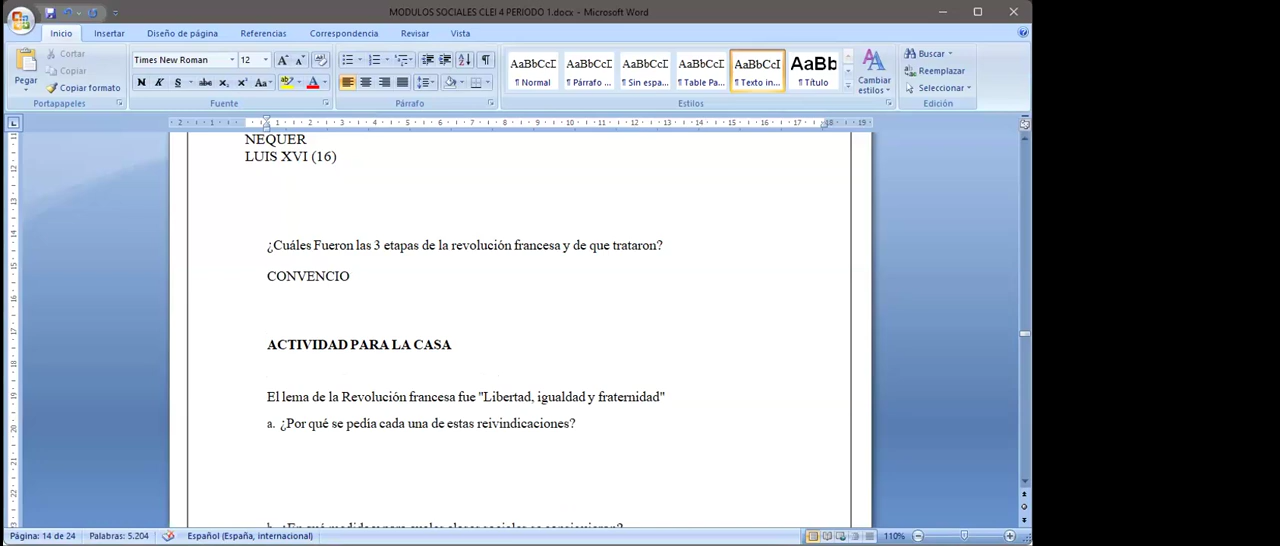 MODULOS SOCIALES CLEI 4 PERIODO 1.docx - Microsoft Word
Inicio Insertar Diseño de página Referencias Correspondencia Revisar Vista
Pegar
Cortar
Copiar
Copiar formato
Portapapeles
Times New Roman 12
Fuente
Párrafo
AaBbCcD AaBbCcD AaBbCcD AaBbCcD AaBbCcI AaBbC
¶ Normal ¶ Párrafo ... ¶ Sin espa... ¶ Table Pa... ¶ Texto in... ¶ Título
Estilos
Cambiar estilos
Buscar
Reemplazar
Seleccionar
Edición
NEQUER
LUIS XVI (16)
¿Cuáles Fueron las 3 etapas de la revolución francesa y de que trataron?
CONVENCIO
ACTIVIDAD PARA LA CASA
El lema de la Revolución francesa fue "Libertad, igualdad y fraternidad"
a. ¿Por qué se pedía cada una de estas reivindicaciones?
Página: 14 de 24 Palabras: 5.204 Español (España, internacional) 110%